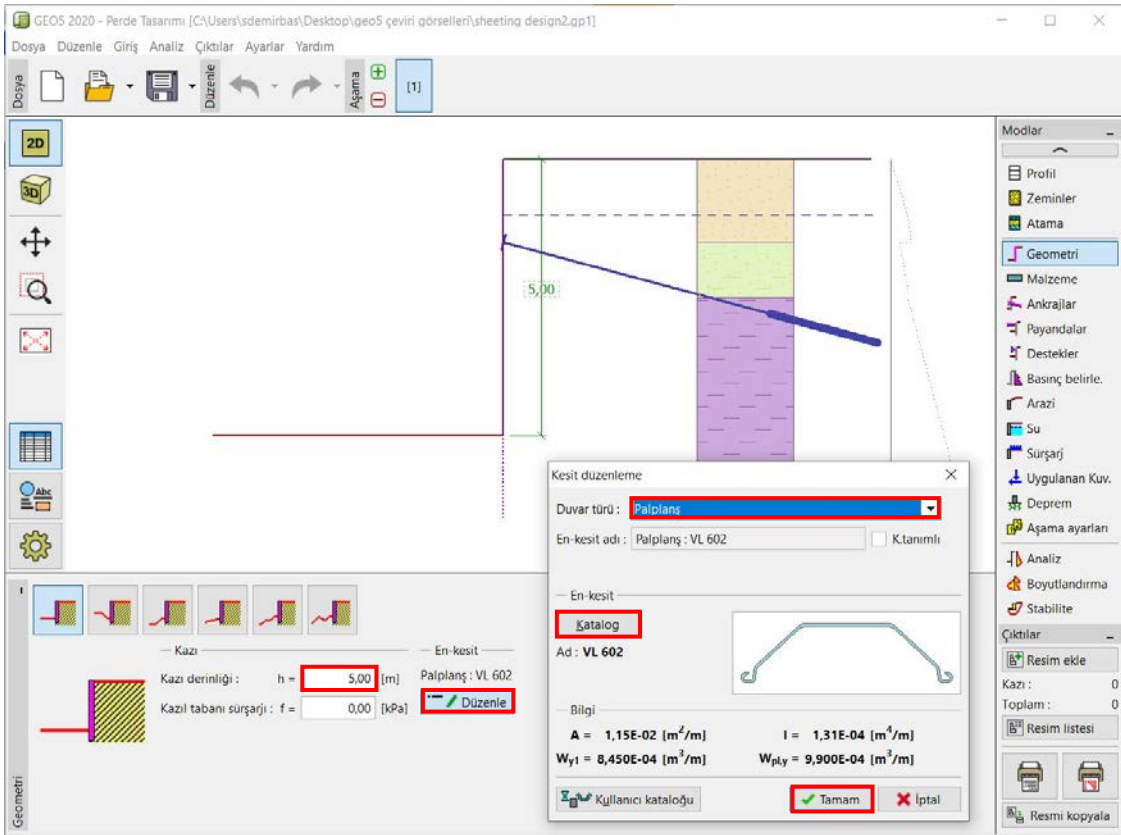 GEO5 2020 - Perde Tasarımı [C:\Users\sdemirbas\Desktop\geo5 çeviri görselleri\sheeting design2.gp1]
Dosya Düzenle Giriş Analiz Çıktılar Ayarlar Yardım
Dosya
Düzenle
Aşama
[1]
2D
3D
Abc
5,00
Modlar
Profil
Zeminler
Atama
Geometri
Malzeme
Ankrajlar
Payandalar
Destekler
Basınç belirle.
Arazi
Su
Sürşarj
Uygulanan Kuv.
Deprem
Aşama ayarları
Analiz
Boyutlandırma
Stabilite
Çıktılar
Resim ekle
Kazı : 0
Toplam : 0
Resim listesi
Resmi kopyala
Geometri
Kazı
Kazı derinliği : h = 5,00 [m]
Kazıl tabanı sürşarjı : f = 0,00 [kPa]
En-kesit
Palplanş : VL 602
Düzenle
Kesit düzenleme
Duvar türü : Palplanş
En-kesit adı : Palplanş : VL 602 K.tanımlı
En-kesit
Katalog
Ad : VL 602
Bilgi
A = 1,15E-02 [m²/m] I = 1,31E-04 [m⁴/m]
Wy1 = 8,450E-04 [m³/m] Wpl,y = 9,900E-04 [m³/m]
Kullanıcı kataloğu Tamam İptal